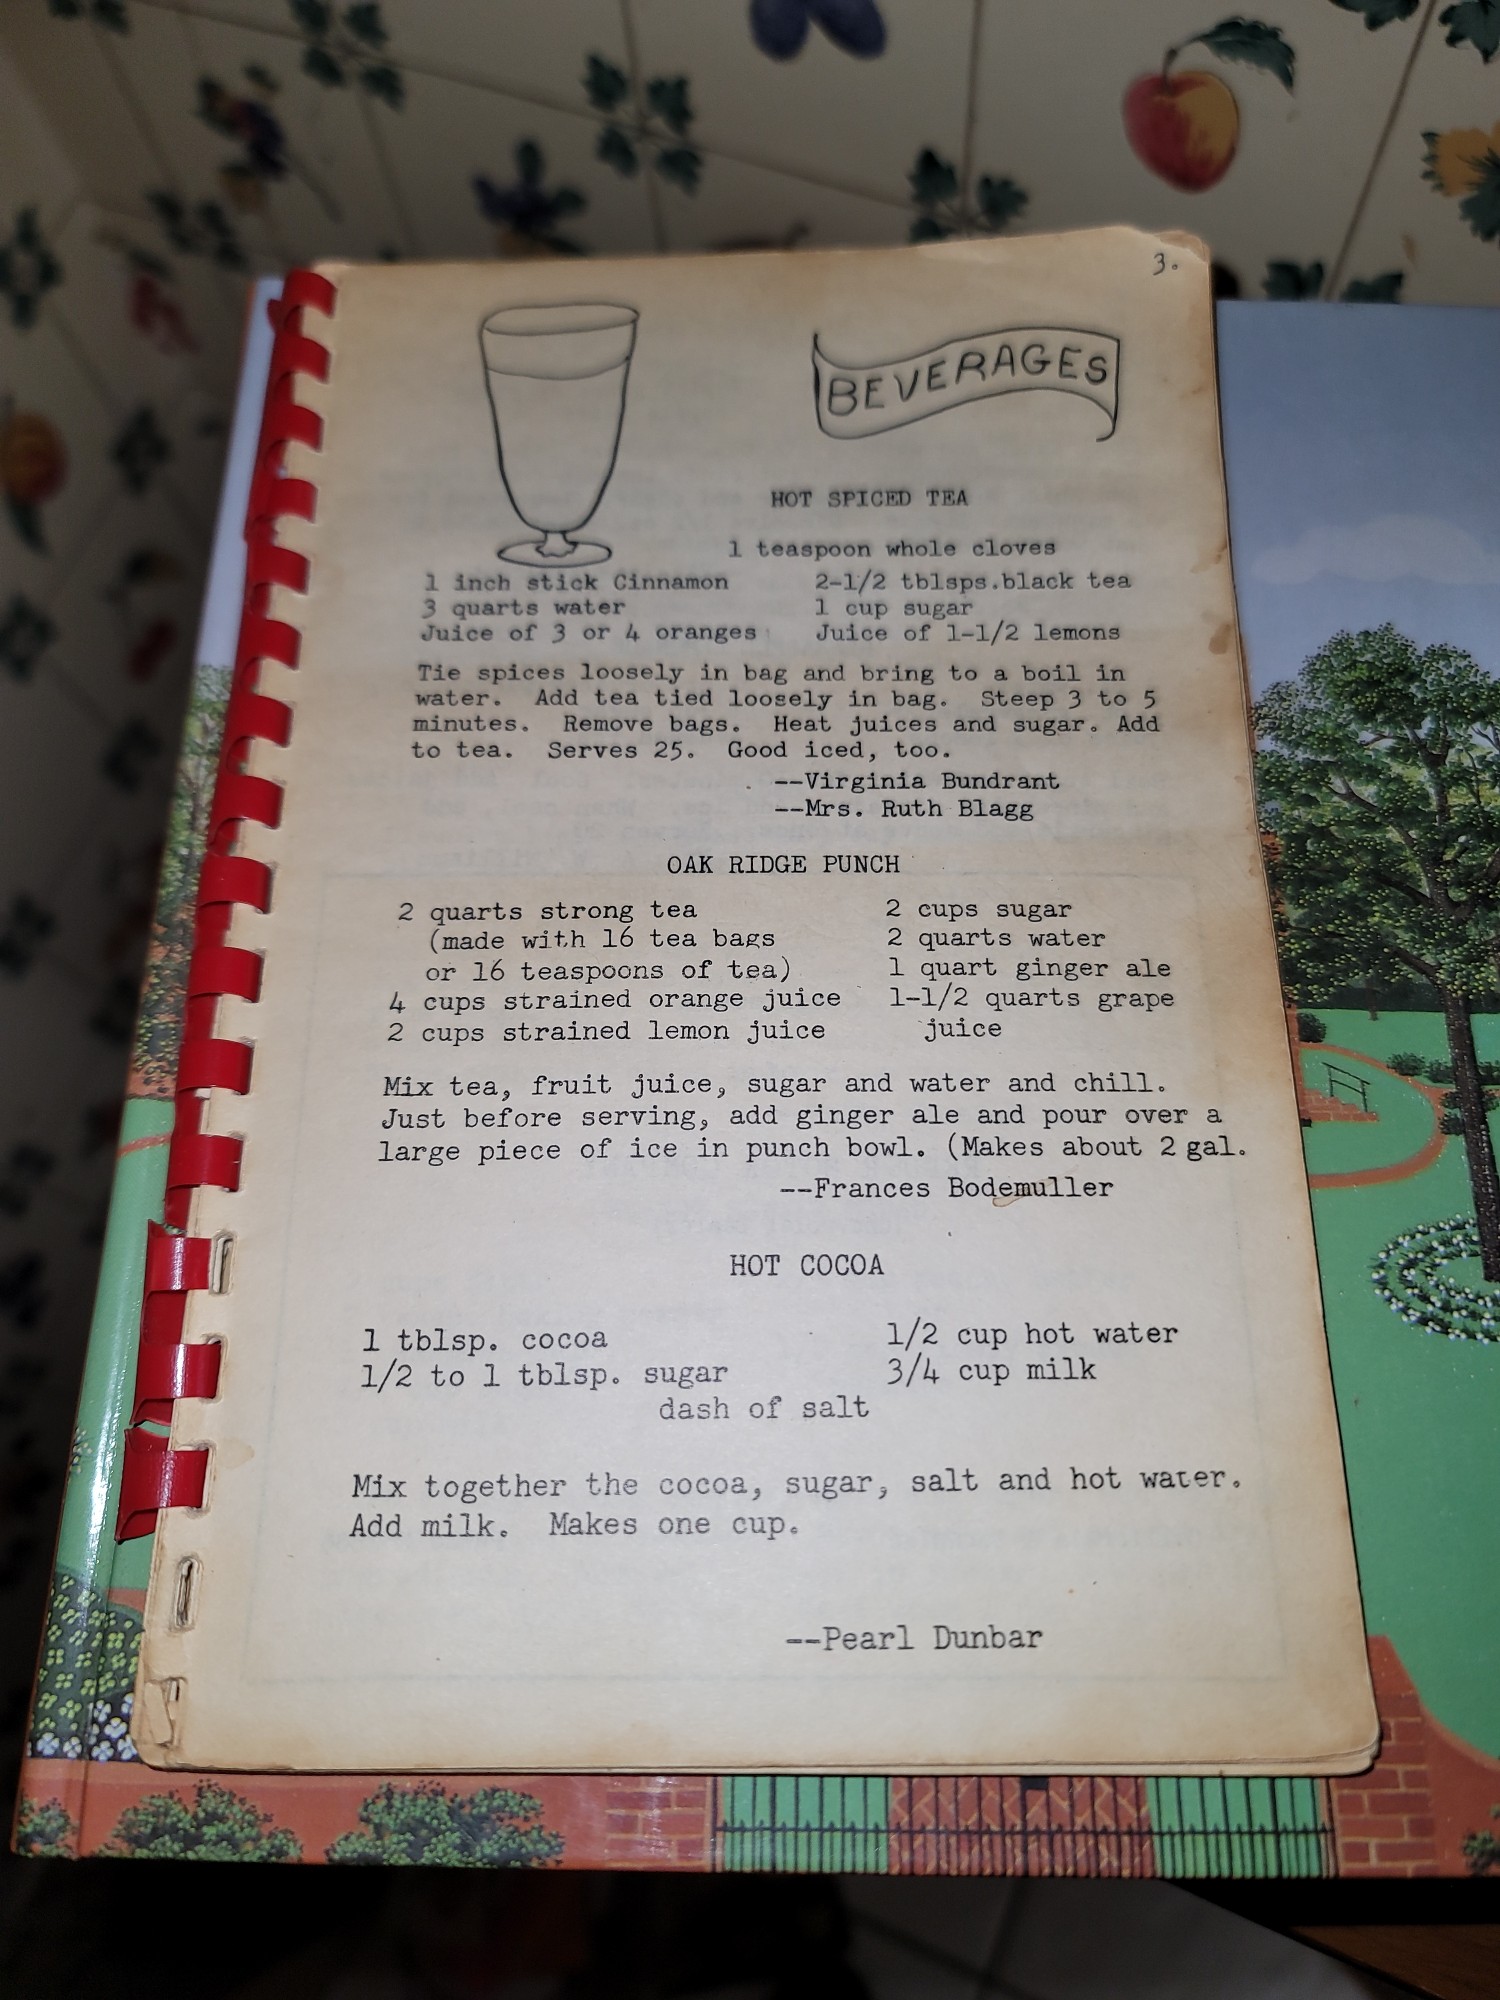 3.
BEVERAGES
HOT SPICED TEA
1 teaspoon whole cloves
1 inch stick Cinnamon 2-1/2 tblsps.black tea
3 quarts water 1 cup sugar
Juice of 3 or 4 oranges Juice of 1-1/2 lemons
Tie spices loosely in bag and bring to a boil in
water. Add tea tied loosely in bag. Steep 3 to 5
minutes. Remove bags. Heat juices and sugar. Add
to tea. Serves 25. Good iced, too.
--Virginia Bundrant
--Mrs. Ruth Blagg
OAK RIDGE PUNCH
2 quarts strong tea 2 cups sugar
(made with 16 tea bags 2 quarts water
or 16 teaspoons of tea) 1 quart ginger ale
4 cups strained orange juice 1-1/2 quarts grape
2 cups strained lemon juice juice
Mix tea, fruit juice, sugar and water and chill.
Just before serving, add ginger ale and pour over a
large piece of ice in punch bowl. (Makes about 2 gal.
--Frances Bodemuller
HOT COCOA
1 tblsp. cocoa 1/2 cup hot water
1/2 to 1 tblsp. sugar 3/4 cup milk
dash of salt
Mix together the cocoa, sugar, salt and hot water.
Add milk. Makes one cup.
--Pearl Dunbar